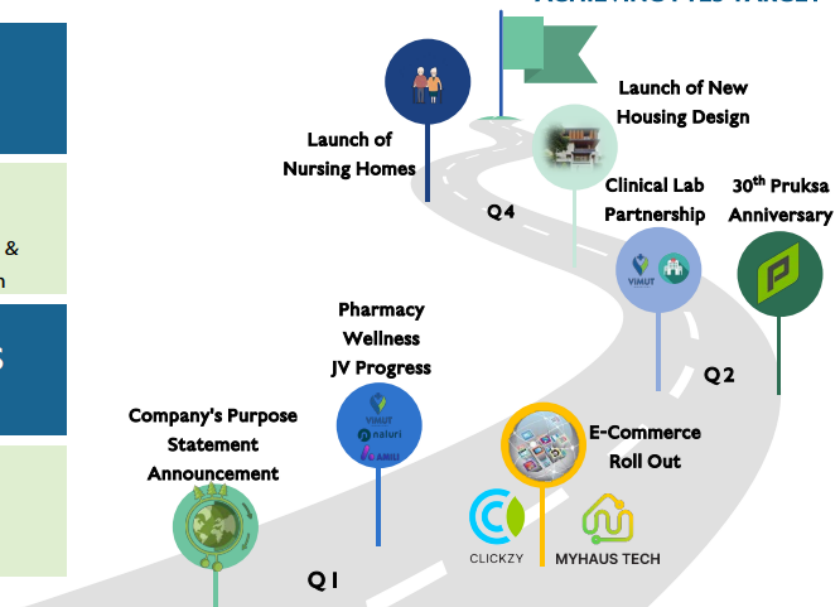 &
Launch of
Nursing Homes
Launch of New
Housing Design
Q4
Clinical Lab
Partnership
VIMUT
30th Pruksa
Anniversary
Pharmacy
Wellness
JV Progress
VIMUT
naluri
AMILI
Q2
Company's Purpose
Statement
Announcement
E-Commerce
Roll Out
CLICKZY
MYHAUS TECH
Q1